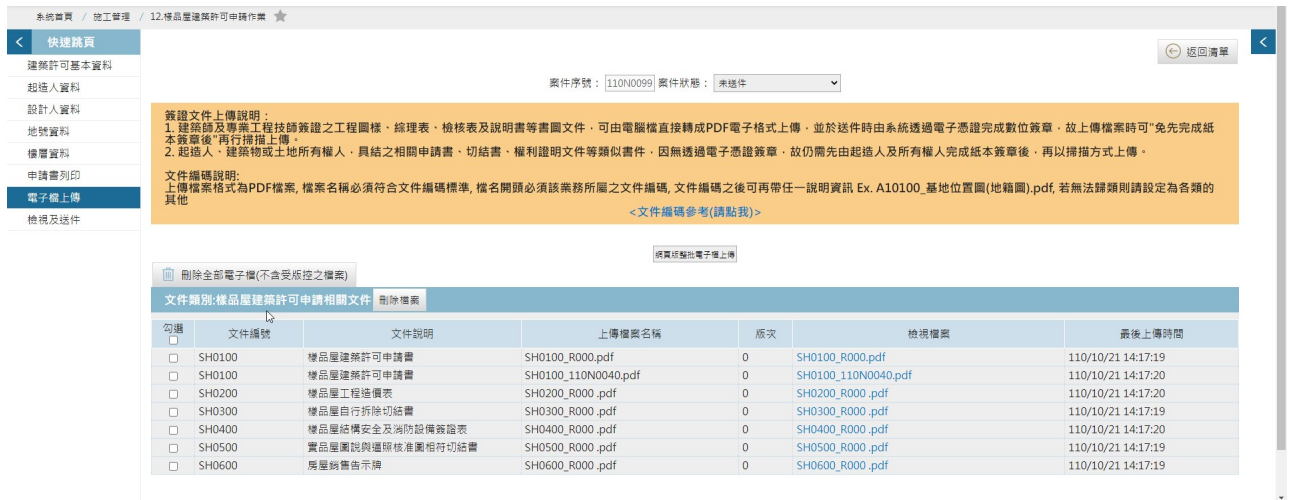 系統首頁 / 施工管理 / 12.樣品屋建築許可申請作業
快速跳頁
建築許可基本資料
起造人資料
設計人資料
地號資料
樓層資料
申請書列印
電子檔上傳
檢視及送件
返回清單
案件序號： 110N0099 案件狀態： 未送件
簽證文件上傳說明：
1. 建築師及專業工程技師簽證之工程圖樣、綜理表、檢核表及說明書等書圖文件，可由電腦檔直接轉成PDF電子格式上傳，並於送件時由系統透過電子憑證完成數位簽章，故上傳檔案時可"免先完成紙
本簽章後"再行掃描上傳。
2. 起造人、建築物或土地所有權人，具結之相關申請書、切結書、權利證明文件等類似書件，因無透過電子憑證簽章，故仍需先由起造人及所有權人完成紙本簽章後，再以掃描方式上傳。
文件編碼說明:
上傳檔案格式為PDF檔案, 檔案名稱必須符合文件編碼標準, 檔名開頭必須該業務所屬之文件編碼, 文件編碼之後可再帶任一說明資訊 Ex. A10100_基地位置圖(地籍圖).pdf, 若無法歸類則請設定為各類的
其他
<文件編碼參考(請點我)>
網頁版整批電子檔上傳
刪除全部電子檔(不含受版控之檔案)
文件類別:樣品屋建築許可申請相關文件 刪除檔案
勾選 文件編號 文件說明 上傳檔案名稱 版次 檢視檔案 最後上傳時間
SH0100 樣品屋建築許可申請書 SH0100_R000.pdf 0 SH0100_R000.pdf 110/10/21 14:17:19
SH0100 樣品屋建築許可申請書 SH0100_110N0040.pdf 0 SH0100_110N0040.pdf 110/10/21 14:17:20
SH0200 樣品屋工程造價表 SH0200_R000 .pdf 0 SH0200_R000 .pdf 110/10/21 14:17:20
SH0300 樣品屋自行拆除切結書 SH0300_R000 .pdf 0 SH0300_R000 .pdf 110/10/21 14:17:19
SH0400 樣品屋結構安全及消防設備簽證表 SH0400_R000 .pdf 0 SH0400_R000 .pdf 110/10/21 14:17:20
SH0500 實品屋圖說與違照核准圖相符切結書 SH0500_R000 .pdf 0 SH0500_R000 .pdf 110/10/21 14:17:19
SH0600 房屋銷售告示牌 SH0600_R000 .pdf 0 SH0600_R000 .pdf 110/10/21 14:17:19